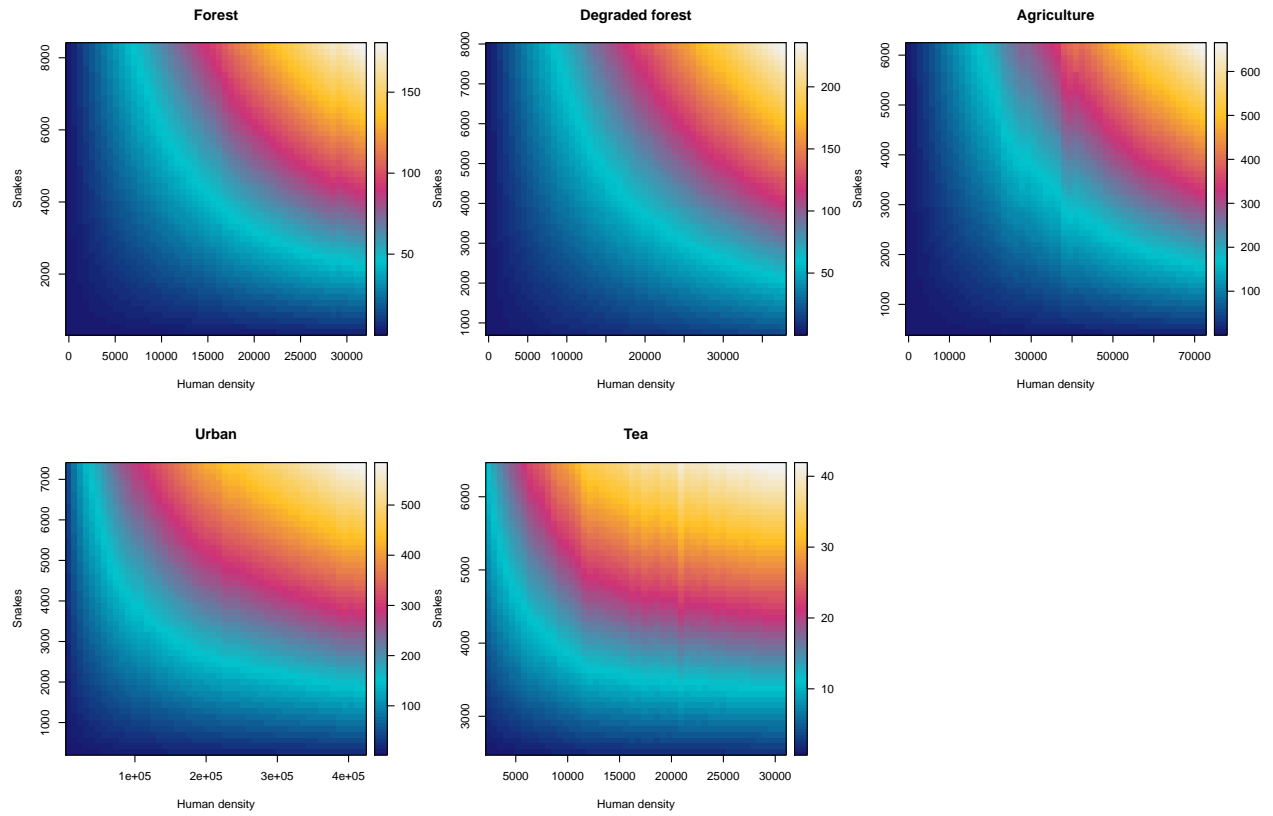 Forest
Snakes
8000
6000
4000
2000
0 5000 10000 15000 20000 25000 30000
Human density
150
100
50
Degraded forest
Snakes
8000
7000
6000
5000
4000
3000
2000
1000
0 5000 10000 20000 30000
Human density
200
150
100
50
Agriculture
Snakes
6000
5000
4000
3000
2000
1000
0 10000 30000 50000 70000
Human density
600
500
400
300
200
100
Urban
Snakes
7000
6000
5000
4000
3000
2000
1000
1e+05 2e+05 3e+05 4e+05
Human density
500
400
300
200
100
Tea
Snakes
6000
5000
4000
3000
5000 10000 15000 20000 25000 30000
Human density
40
30
20
10